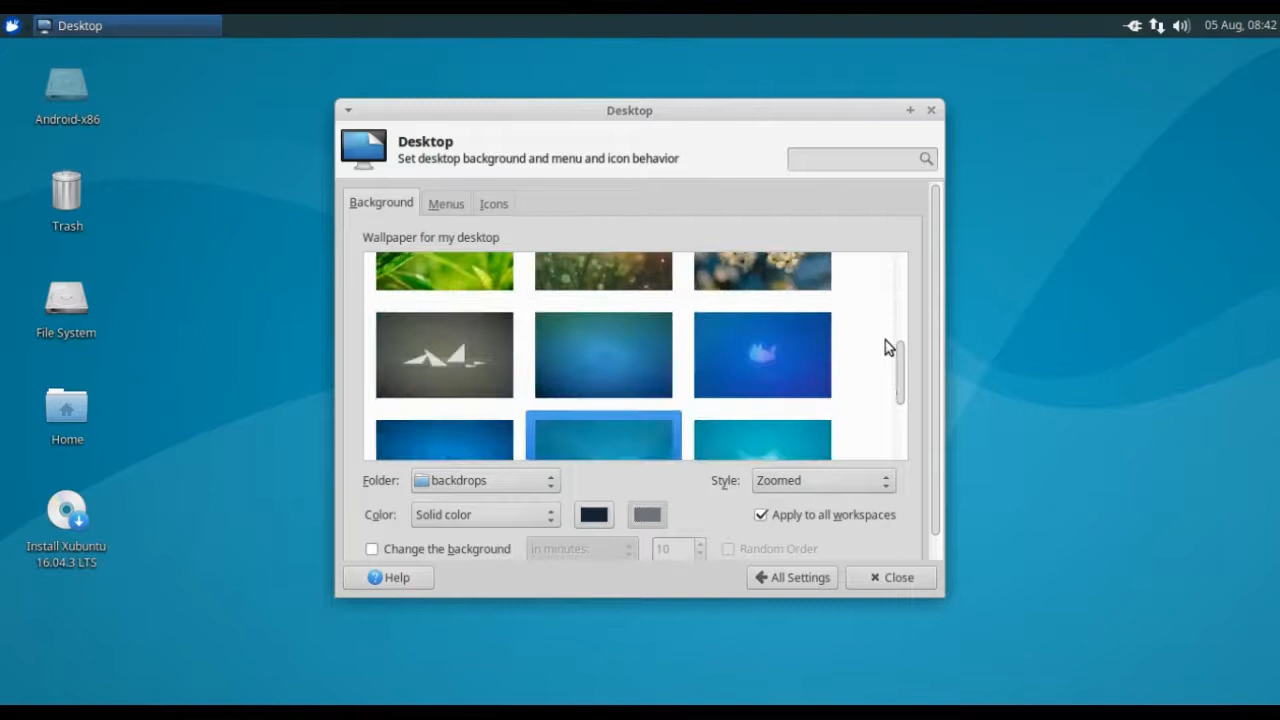 Desktop
05 Aug, 08:42
Android-x86
Trash
File System
Home
Install Xubuntu
16.04.3 LTS
Desktop
Desktop
Set desktop background and menu and icon behavior
Background
Menus
Icons
Wallpaper for my desktop
Folder:
backdrops
Style:
Zoomed
Color:
Solid color
Apply to all workspaces
Change the background
in minutes:
10
Random Order
Help
All Settings
Close